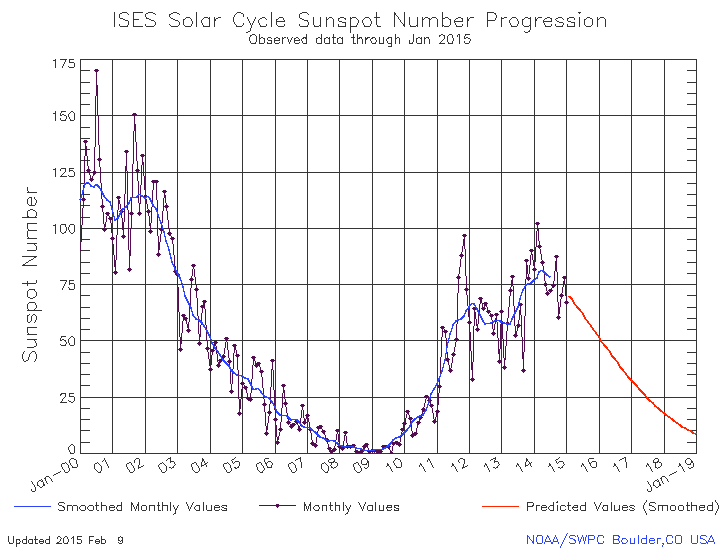 ISES Solar Cycle Sunspot Number Progression
Observed data through Jan 2015
175
150
125
100
75
50
25
0
Sunspot Number
Jan-00 01 02 03 04 05 06 07 08 09 10 11 12 13 14 15 16 17 18 Jan-19
Smoothed Monthly Values Monthly Values Predicted Values (Smoothed)
Updated 2015 Feb 9 NOAA/SWPC Boulder,CO USA